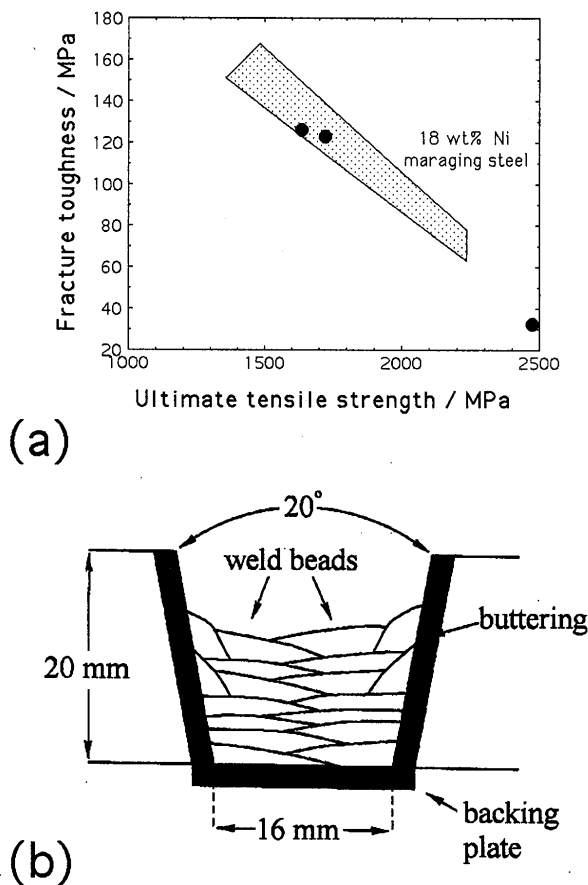 Fracture toughness / MPa
180
160
140
120
100
80
60
40
20
18 wt% Ni
maraging steel
1000
1500
2000
2500
Ultimate tensile strength / MPa
(a)
20°
weld beads
buttering
20 mm
16 mm
backing
plate
(b)